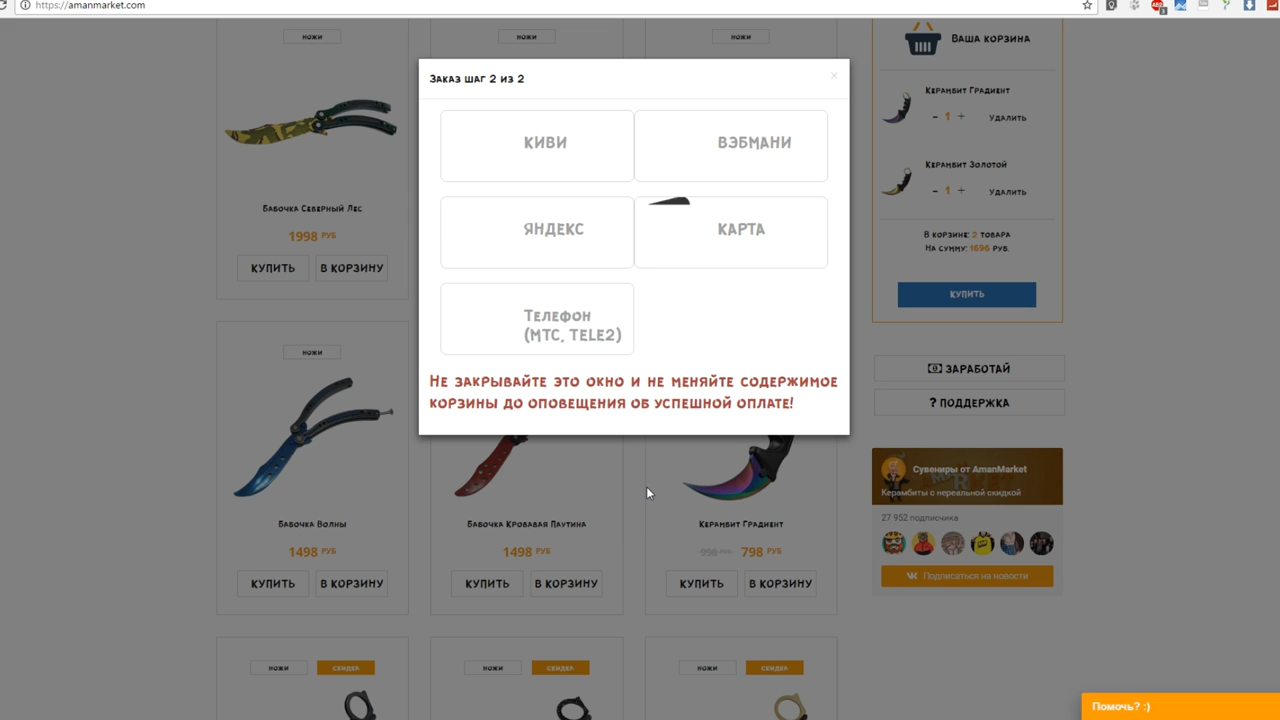 https://amanmarket.com
ножи
ножи
ножи
Бабочка Северный Лес
1998 РУБ
КУПИТЬ
В КОРЗИНУ
ножи
Бабочка Волны
1498 РУБ
КУПИТЬ
В КОРЗИНУ
Бабочка Кровавая Паутина
1498 РУБ
КУПИТЬ
В КОРЗИНУ
Керамбит Градиент
998 РУБ. 798 РУБ
КУПИТЬ
В КОРЗИНУ
ножи
скидка
ножи
скидка
ножи
скидка
Заказ шаг 2 из 2
×
КИВИ
ВЭБМАНИ
ЯНДЕКС
КАРТА
Телефон
(МТС, TELE2)
Не закрывайте это окно и не меняйте содержимое
корзины до оповещения об успешной оплате!
Ваша корзина
Керамбит Градиент
- 1 + Удалить
Керамбит Золотой
- 1 + Удалить
В корзине: 2 товара
На сумму: 1696 руб.
КУПИТЬ
ЗАРАБОТАЙ
? ПОДДЕРЖКА
Сувениры от AmanMarket
Керамбиты с нереальной скидкой
27 952 подписчика
Подписаться на новости
Помочь? :)